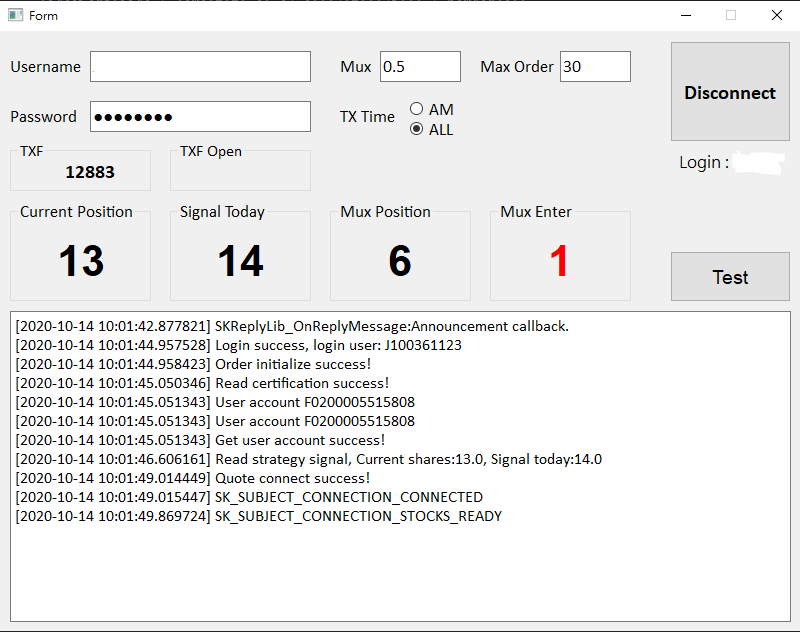 Form
Username
Mux 0.5
Max Order 30
Disconnect
Password ●●●●●●●●
TX Time
AM
ALL
Login :
TXF
12883
TXF Open
Current Position
13
Signal Today
14
Mux Position
6
Mux Enter
1
Test
[2020-10-14 10:01:42.877821] SKReplyLib_OnReplyMessage:Announcement callback.
[2020-10-14 10:01:44.957528] Login success, login user: J100361123
[2020-10-14 10:01:44.958423] Order initialize success!
[2020-10-14 10:01:45.050346] Read certification success!
[2020-10-14 10:01:45.051343] User account F0200005515808
[2020-10-14 10:01:45.051343] User account F0200005515808
[2020-10-14 10:01:45.051343] Get user account success!
[2020-10-14 10:01:46.606161] Read strategy signal, Current shares:13.0, Signal today:14.0
[2020-10-14 10:01:49.014449] Quote connect success!
[2020-10-14 10:01:49.015447] SK_SUBJECT_CONNECTION_CONNECTED
[2020-10-14 10:01:49.869724] SK_SUBJECT_CONNECTION_STOCKS_READY